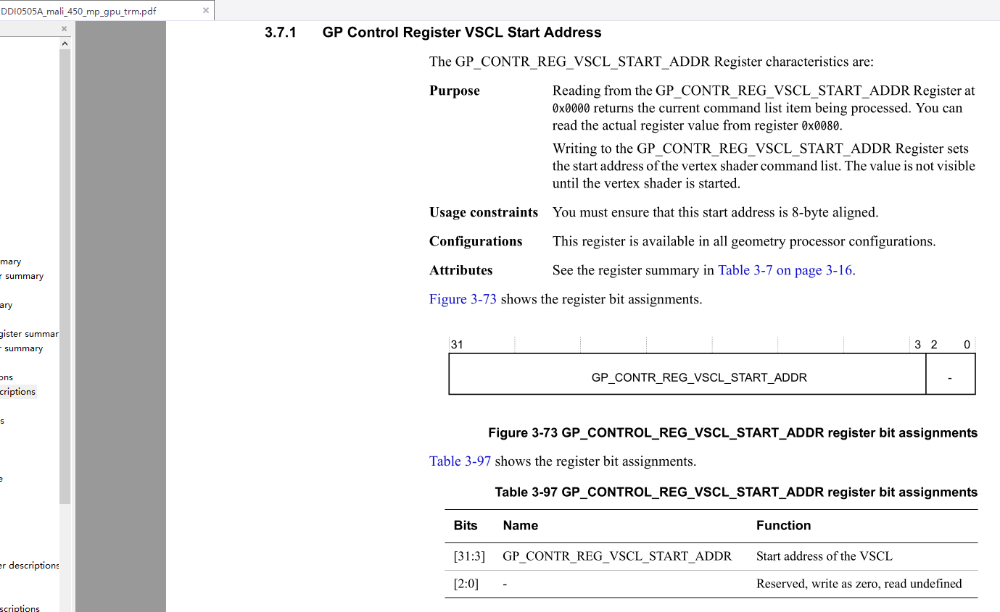 DDI0505A_mali_450_mp_gpu_trm.pdf ×
×
mary
r summary
ary
gister summar
r summary
ons
criptions
s
e
er descriptions
scriptions
3.7.1 GP Control Register VSCL Start Address
The GP_CONTR_REG_VSCL_START_ADDR Register characteristics are:
Purpose Reading from the GP_CONTR_REG_VSCL_START_ADDR Register at
0x0000 returns the current command list item being processed. You can
read the actual register value from register 0x0080.
Writing to the GP_CONTR_REG_VSCL_START_ADDR Register sets
the start address of the vertex shader command list. The value is not visible
until the vertex shader is started.
Usage constraints You must ensure that this start address is 8-byte aligned.
Configurations This register is available in all geometry processor configurations.
Attributes See the register summary in Table 3-7 on page 3-16.
Figure 3-73 shows the register bit assignments.
31 3 2 0
GP_CONTR_REG_VSCL_START_ADDR -
Figure 3-73 GP_CONTROL_REG_VSCL_START_ADDR register bit assignments
Table 3-97 shows the register bit assignments.
Table 3-97 GP_CONTROL_REG_VSCL_START_ADDR register bit assignments
Bits Name Function
[31:3] GP_CONTR_REG_VSCL_START_ADDR Start address of the VSCL
[2:0] - Reserved, write as zero, read undefined